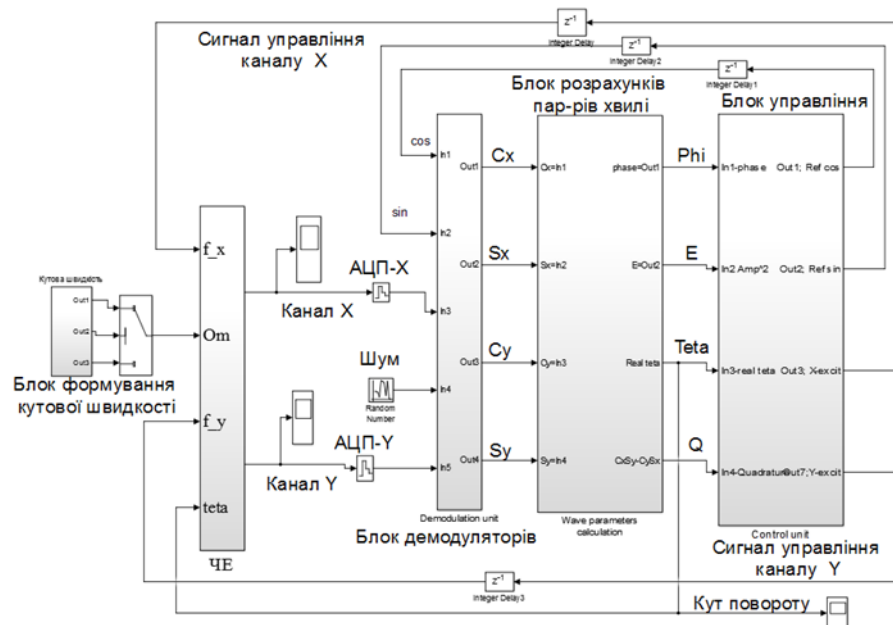 z⁻¹
Integer Delay
Сигнал управління
каналу X
z⁻¹
Integer Delay2
z⁻¹
Integer Delay1
Блок розрахунків
пар-рів хвилі
Блок управління
cos
In1
Out1
Cx
Cx=In1
phase=Out1
Phi
In1-phase
Out1; Ref cos
sin
In2
Out2
Sx
Sx=In2
E=Out2
E
In2 Amp^2
Out2; Ref sin
f_x
АЦП-X
Канал X
In3
Кутова швидкість
Out1
Out2
Out3
Om
Блок формування
кутової швидкості
Шум
Random
Number
In4
Out3
Cy
Cy=In3
Real teta
Teta
In3-real teta
Out3; X-excit
f_y
АЦП-Y
Канал Y
In5
Out4
Sy
Sy=In4
CxSy-CySx
Q
In4-Quadratur
Out7;Y-excit
teta
ЧЕ
Demodulation unit
Блок демодуляторів
Wave parameters
calculation
Control unit
Сигнал управління
каналу Y
z⁻¹
Integer Delay3
Кут повороту